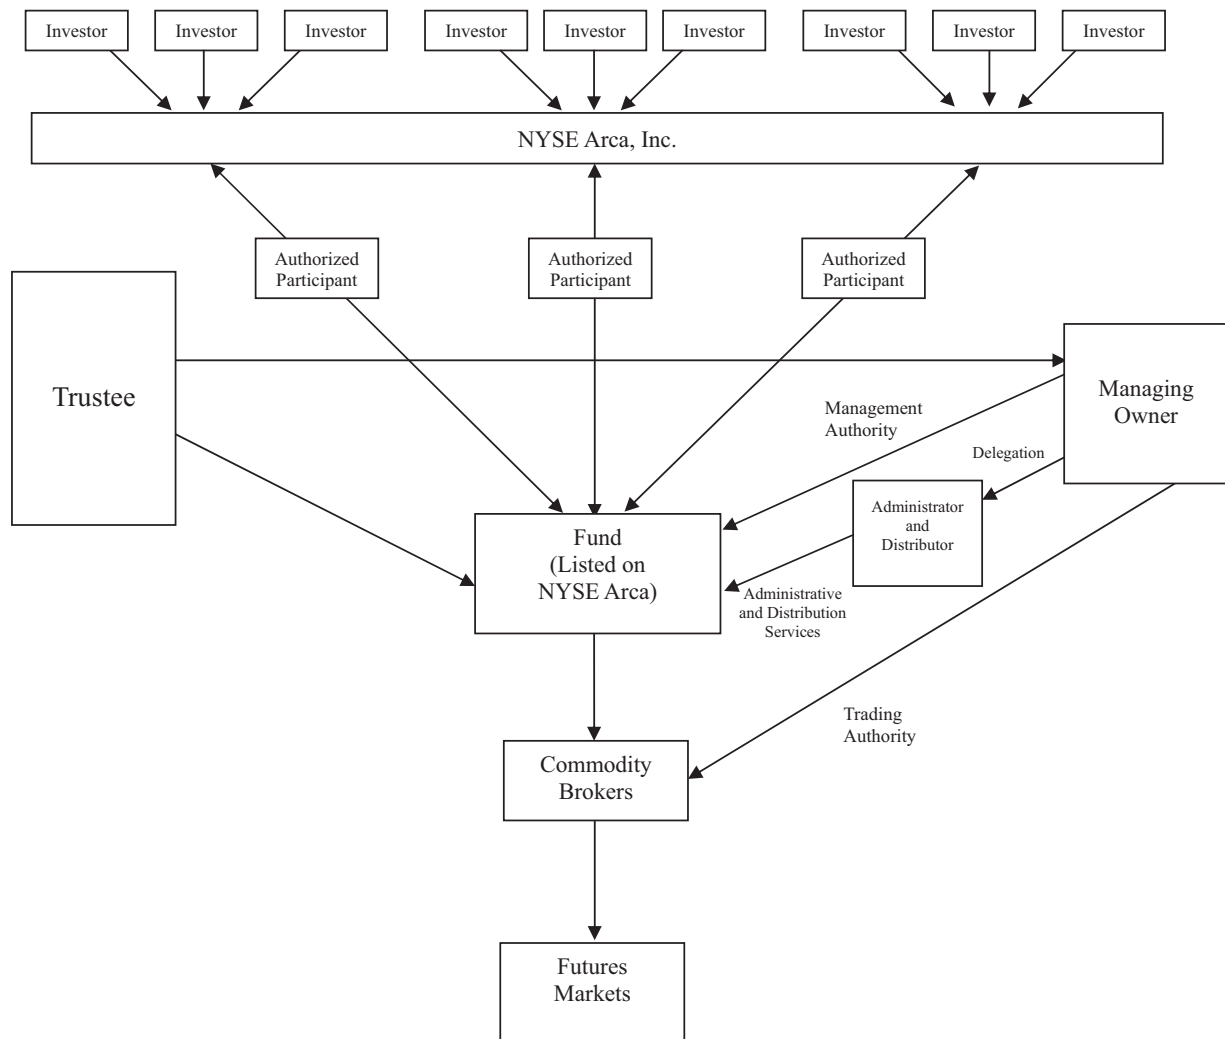 Investor
Investor
Investor
Investor
Investor
Investor
Investor
Investor
Investor
NYSE Arca, Inc.
Authorized
Participant
Authorized
Participant
Authorized
Participant
Trustee
Managing
Owner
Management
Authority
Delegation
Administrator
and
Distributor
Fund
(Listed on
NYSE Arca)
Administrative
and Distribution
Services
Trading
Authority
Commodity
Brokers
Futures
Markets